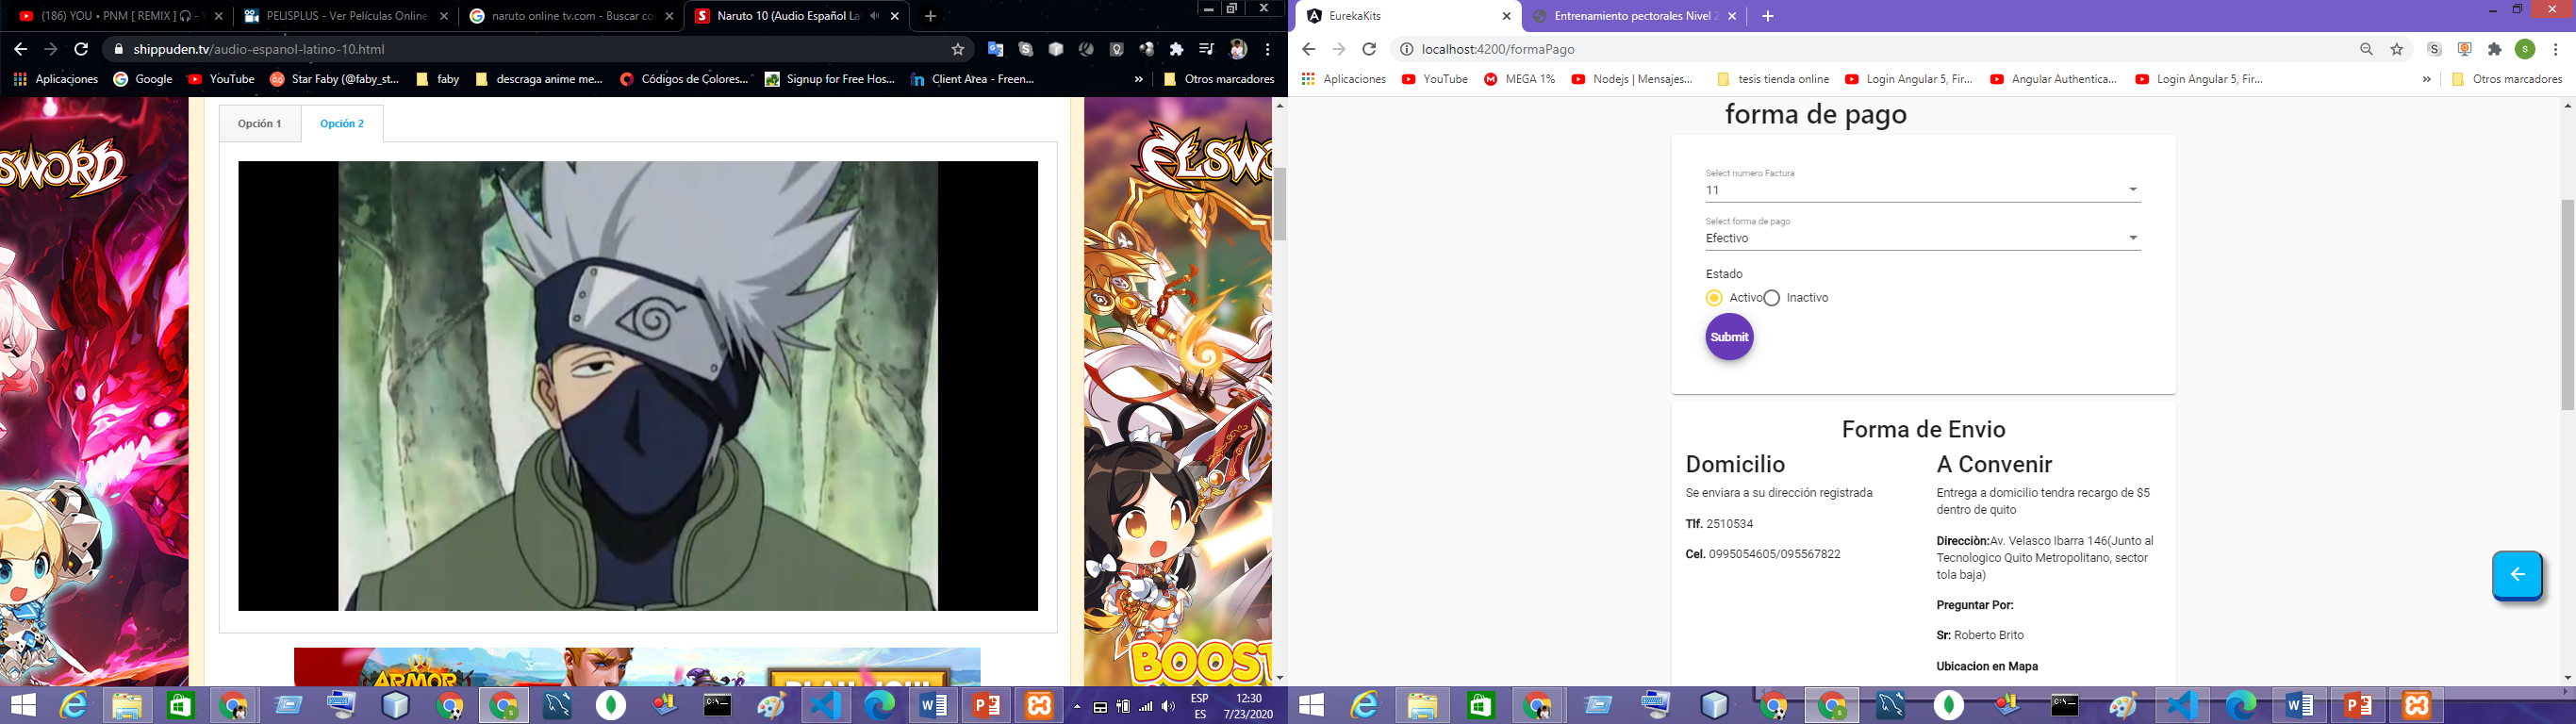 (186) YOU • PNM [ REMIX ] 🎧 -
PELISPLUS - Ver Películas Online
naruto online tv.com - Buscar con
Naruto 10 (Audio Español La
shippuden.tv/audio-espanol-latino-10.html
Aplicaciones
Google
YouTube
Star Faby (@faby_st...
faby
descraga anime me...
Códigos de Colores...
Signup for Free Hos...
Client Area - Freen...
»
Otros marcadores
Opción 1
Opción 2
SWORD
ELSWO
BOOST
ARMOR
ESP
ES
12:30
7/23/2020
EurekaKits
Entrenamiento pectorales Nivel 2
localhost:4200/formaPago
Aplicaciones
YouTube
MEGA 1%
Nodejs | Mensajes...
tesis tienda online
Login Angular 5, Fir...
Angular Authentica...
Login Angular 5, Fir...
»
Otros marcadores
forma de pago
Select numero Factura
11
Select forma de pago
Efectivo
Estado
Activo Inactivo
Submit
Forma de Envio
Domicilio
Se enviara a su dirección registrada
Tlf. 2510534
Cel. 0995054605/095567822
A Convenir
Entrega a domicilio tendra recargo de $5
dentro de quito
Direcciòn:Av. Velasco Ibarra 146(Junto al
Tecnologico Quito Metropolitano, sector
tola baja)
Preguntar Por:
Sr: Roberto Brito
Ubicacion en Mapa